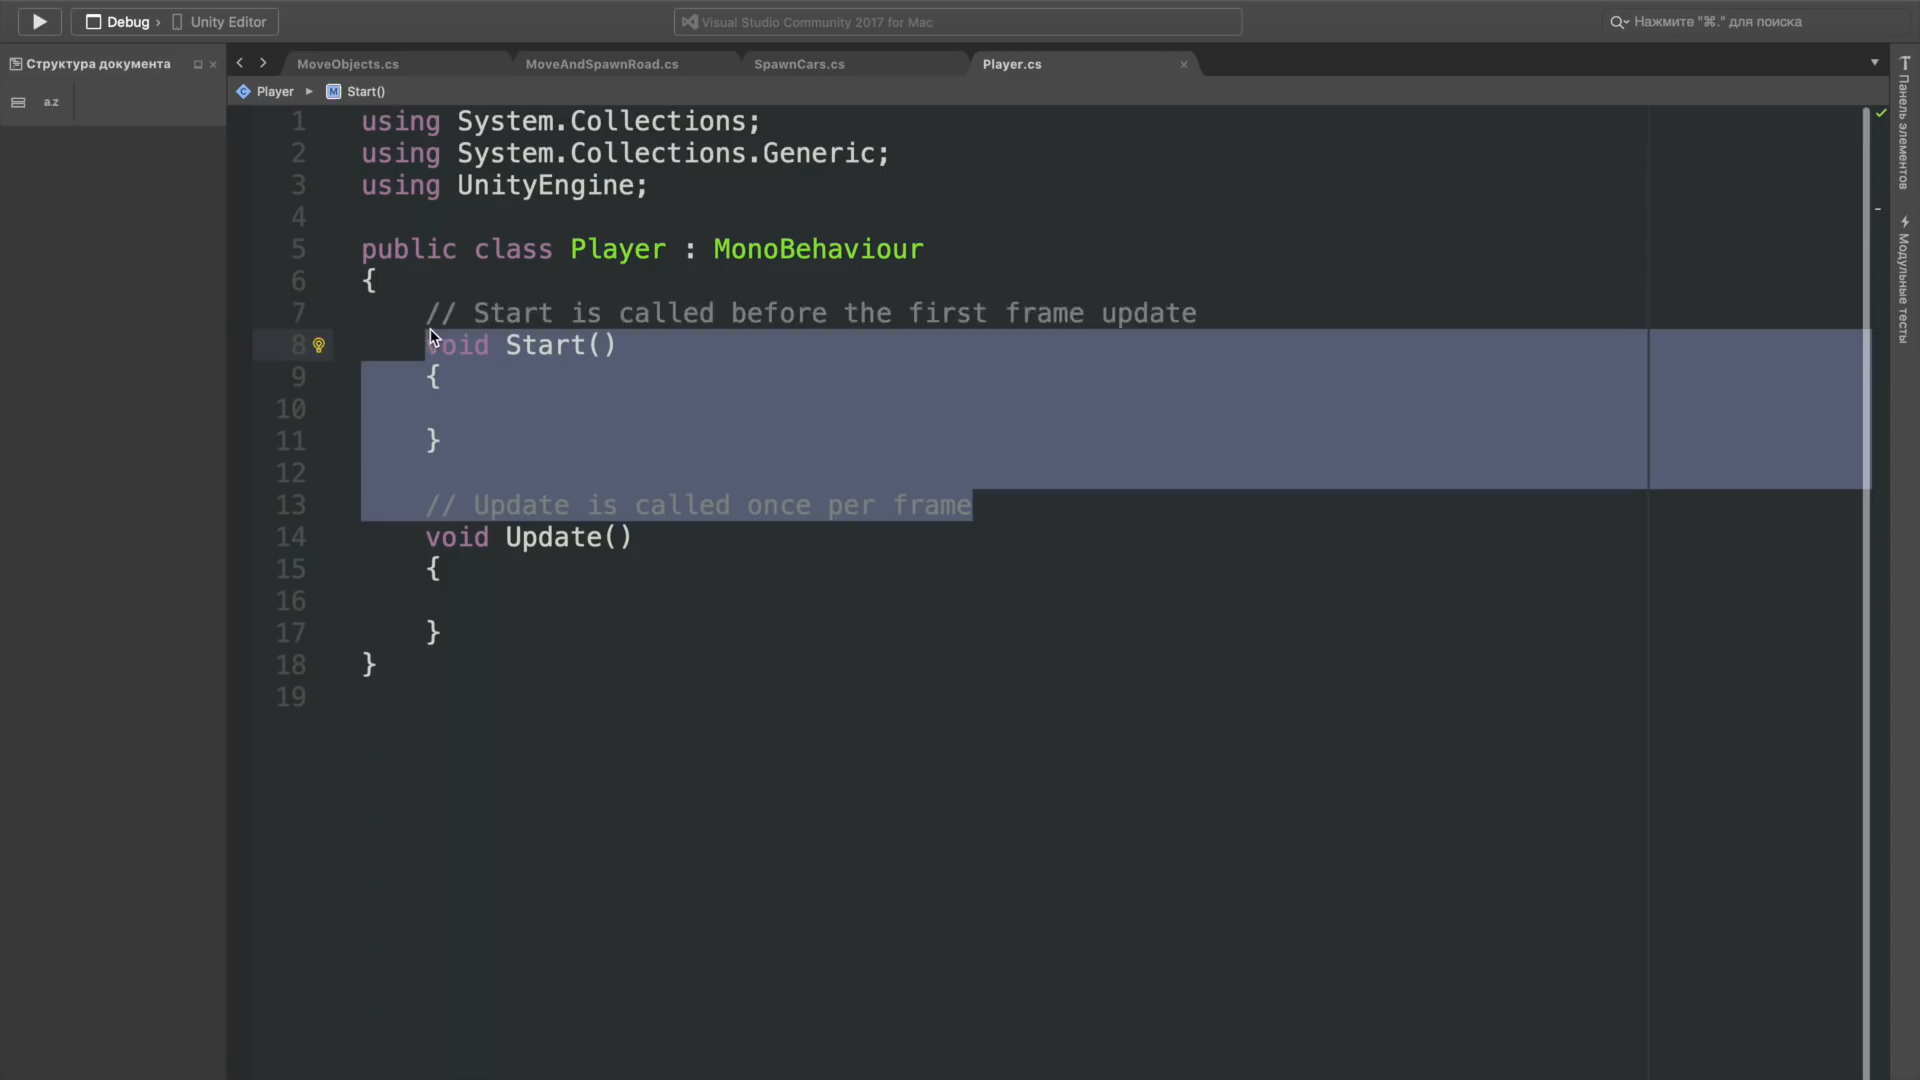 Debug › Unity Editor
Visual Studio Community 2017 for Mac
Нажмите "⌘." для поиска
Структура документа
a.z
MoveObjects.cs
MoveAndSpawnRoad.cs
SpawnCars.cs
Player.cs
Player ▸ M Start()
1 using System.Collections;
2 using System.Collections.Generic;
3 using UnityEngine;
4
5 public class Player : MonoBehaviour
6 {
7 // Start is called before the first frame update
8 void Start()
9 {
10
11 }
12
13 // Update is called once per frame
14 void Update()
15 {
16
17 }
18 }
19
Панель элементов
Модульные тесты